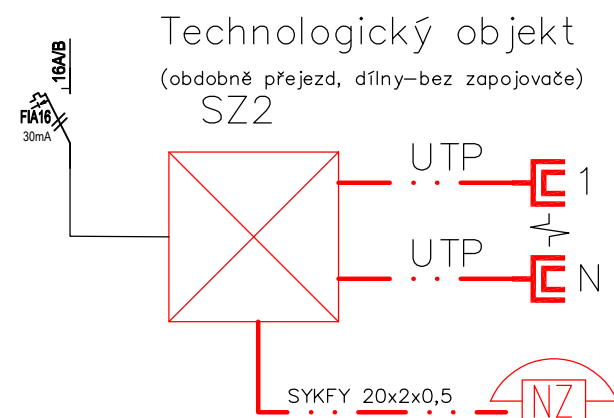 Technologický objekt
(obdobně přejezd, dílny–bez zapojovače)
SZ2
16A/B
FIA16
30mA
UTP
1
UTP
N
SYKFY 20x2x0,5
NZ